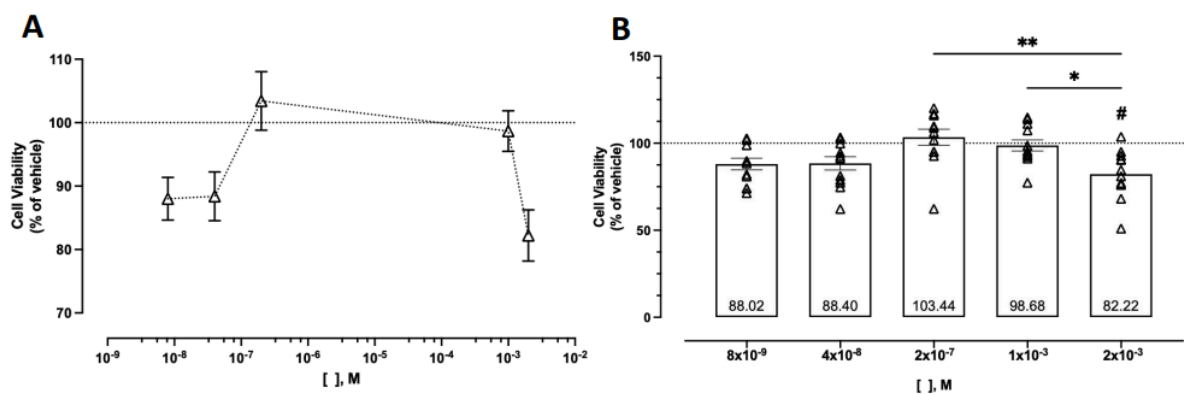 A
Cell Viability
(% of vehicle)
110
100
90
80
70
10-9
10-8
10-7
10-6
10-5
10-4
10-3
10-2
[ ], M
B
Cell Viability
(% of vehicle)
150
100
50
0
**
*
#
88.02
88.40
103.44
98.68
82.22
8x10-9
4x10-8
2x10-7
1x10-3
2x10-3
[ ], M